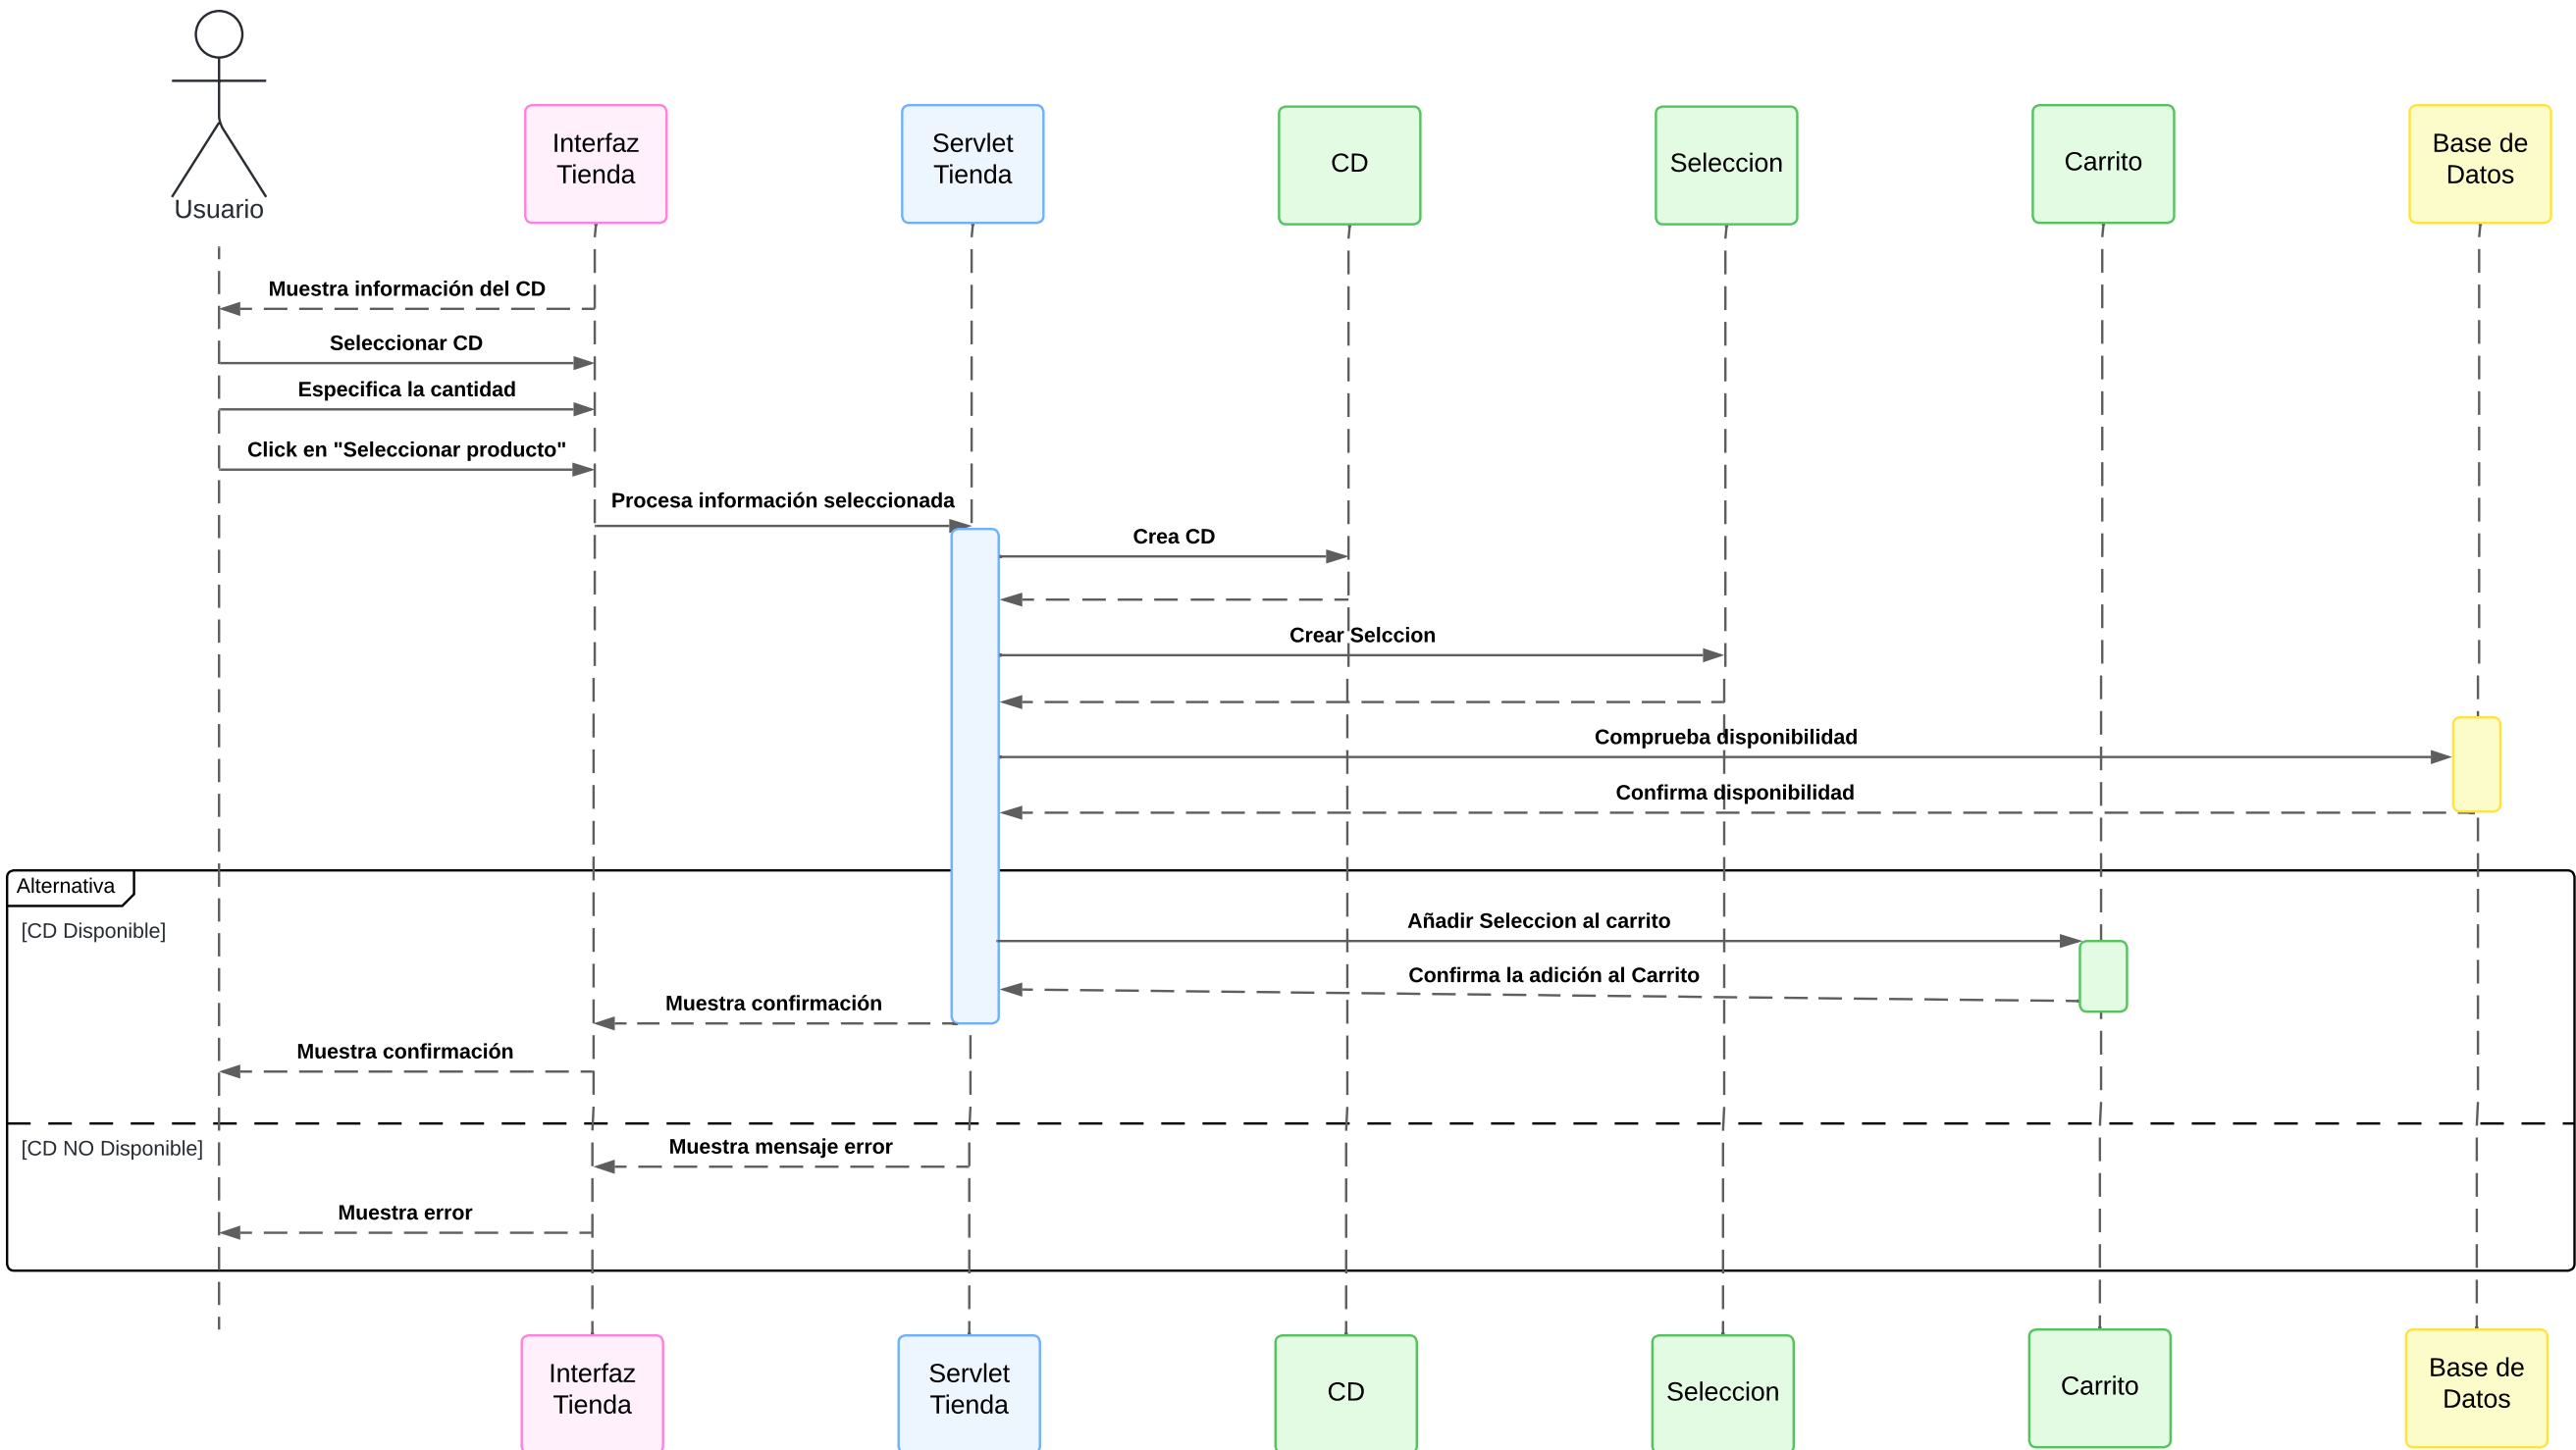 Usuario
Interfaz
Tienda
Servlet
Tienda
CD
Seleccion
Carrito
Base de
Datos
Muestra información del CD
Seleccionar CD
Especifica la cantidad
Click en "Seleccionar producto"
Procesa información seleccionada
Crea CD
Crear Selccion
Comprueba disponibilidad
Confirma disponibilidad
Alternativa
[CD Disponible]
Añadir Seleccion al carrito
Confirma la adición al Carrito
Muestra confirmación
Muestra confirmación
[CD NO Disponible]
Muestra mensaje error
Muestra error
Interfaz
Tienda
Servlet
Tienda
CD
Seleccion
Carrito
Base de
Datos